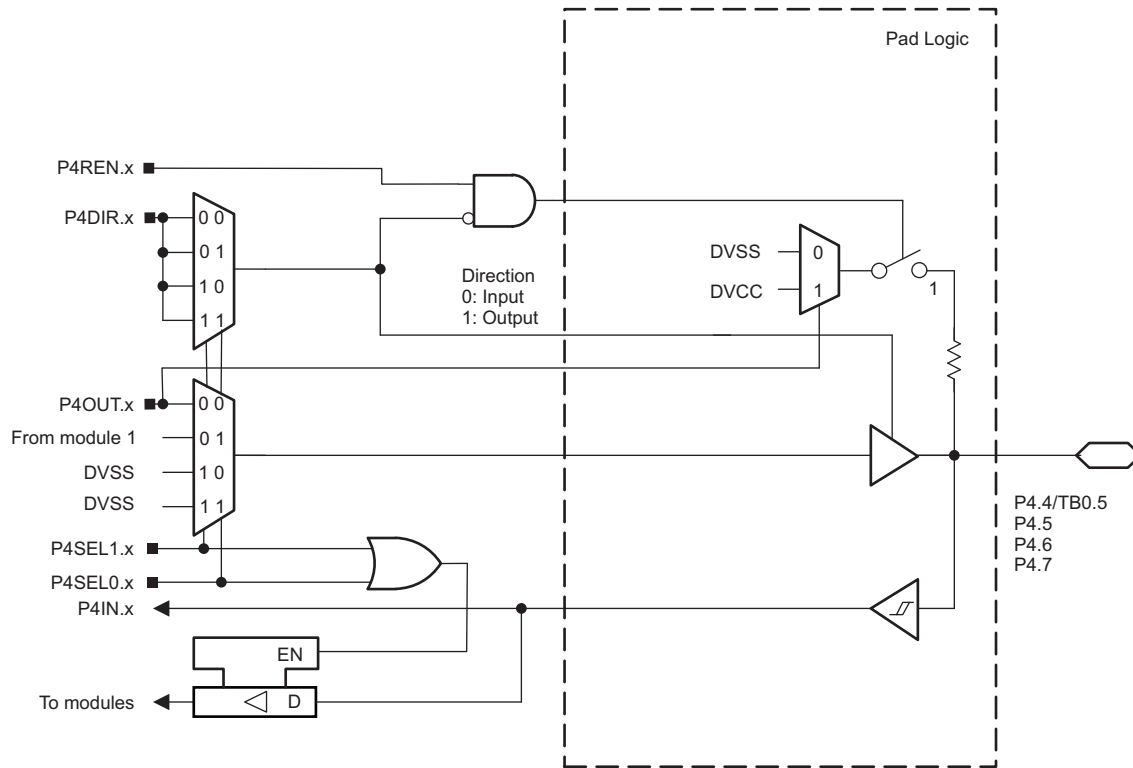 Pad Logic
P4REN.x
P4DIR.x
0 0
0 1
1 0
1 1
Direction
0: Input
1: Output
DVSS
DVCC
0
1
1
P4OUT.x
From module 1
DVSS
DVSS
0 0
0 1
1 0
1 1
P4.4/TB0.5
P4.5
P4.6
P4.7
P4SEL1.x
P4SEL0.x
P4IN.x
EN
To modules
D